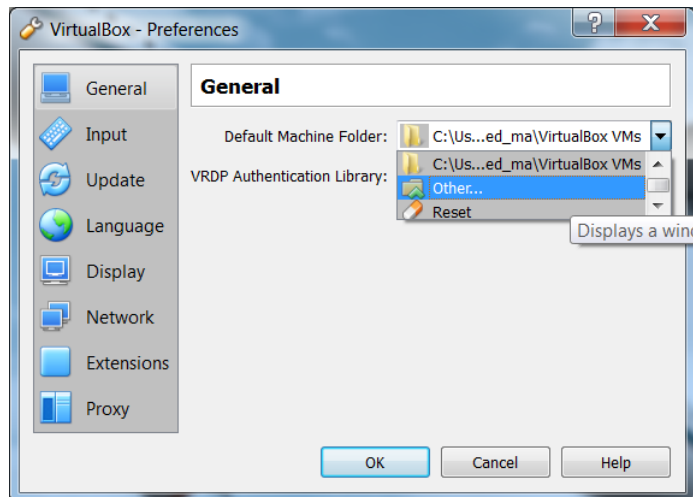 VirtualBox - Preferences
General
Input
Update
Language
Display
Network
Extensions
Proxy
General
Default Machine Folder: C:\Us...ed_ma\VirtualBox VMs
C:\Us...ed_ma\VirtualBox VMs
VRDP Authentication Library:
Other...
Reset
Displays a wind
OK Cancel Help